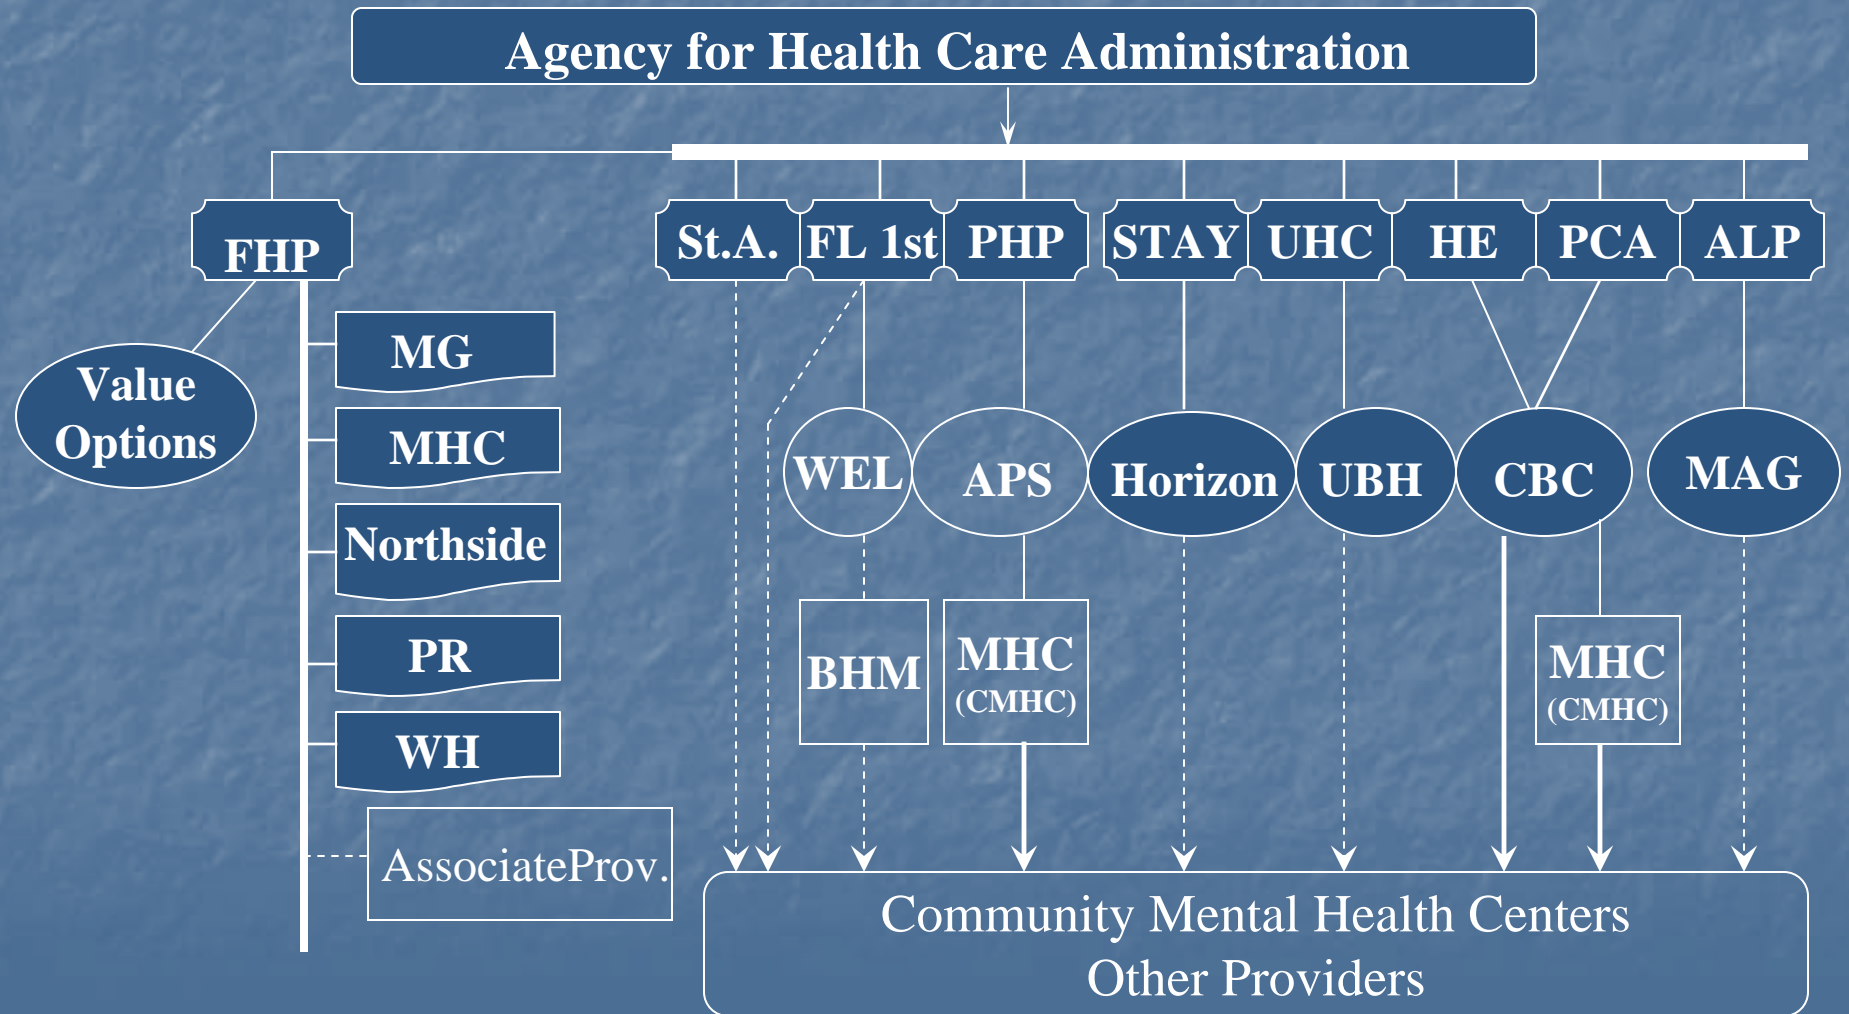 Agency for Health Care Administration
FHP
St.A.
FL 1st
PHP
STAY
UHC
HE
PCA
ALP
Value
Options
MG
MHC
Northside
PR
WH
AssociateProv.
WEL
APS
Horizon
UBH
CBC
MAG
BHM
MHC
(CMHC)
MHC
(CMHC)
Community Mental Health Centers
Other Providers